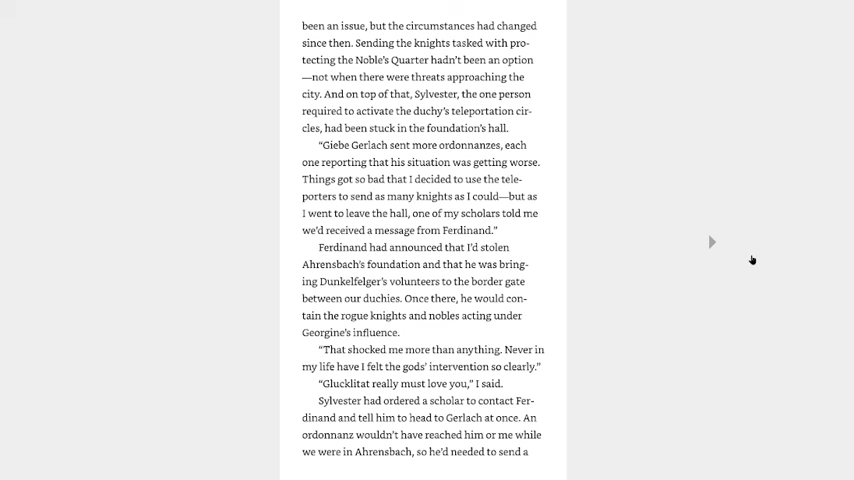 been an issue, but the circumstances had changed
since then. Sending the knights tasked with pro-
tecting the Noble's Quarter hadn't been an option
—not when there were threats approaching the
city. And on top of that, Sylvester, the one person
required to activate the duchy's teleportation cir-
cles, had been stuck in the foundation's hall.
“Giebe Gerlach sent more ordonnanzes, each
one reporting that his situation was getting worse.
Things got so bad that I decided to use the tele-
porters to send as many knights as I could—but as
I went to leave the hall, one of my scholars told me
we'd received a message from Ferdinand.”
Ferdinand had announced that I'd stolen
Ahrensbach's foundation and that he was bring-
ing Dunkelfelger's volunteers to the border gate
between our duchies. Once there, he would con-
tain the rogue knights and nobles acting under
Georgine's influence.
“That shocked me more than anything. Never in
my life have I felt the gods' intervention so clearly.”
“Glucklitat really must love you,” I said.
Sylvester had ordered a scholar to contact Fer-
dinand and tell him to head to Gerlach at once. An
ordonnanz wouldn't have reached him or me while
we were in Ahrensbach, so he'd needed to send a